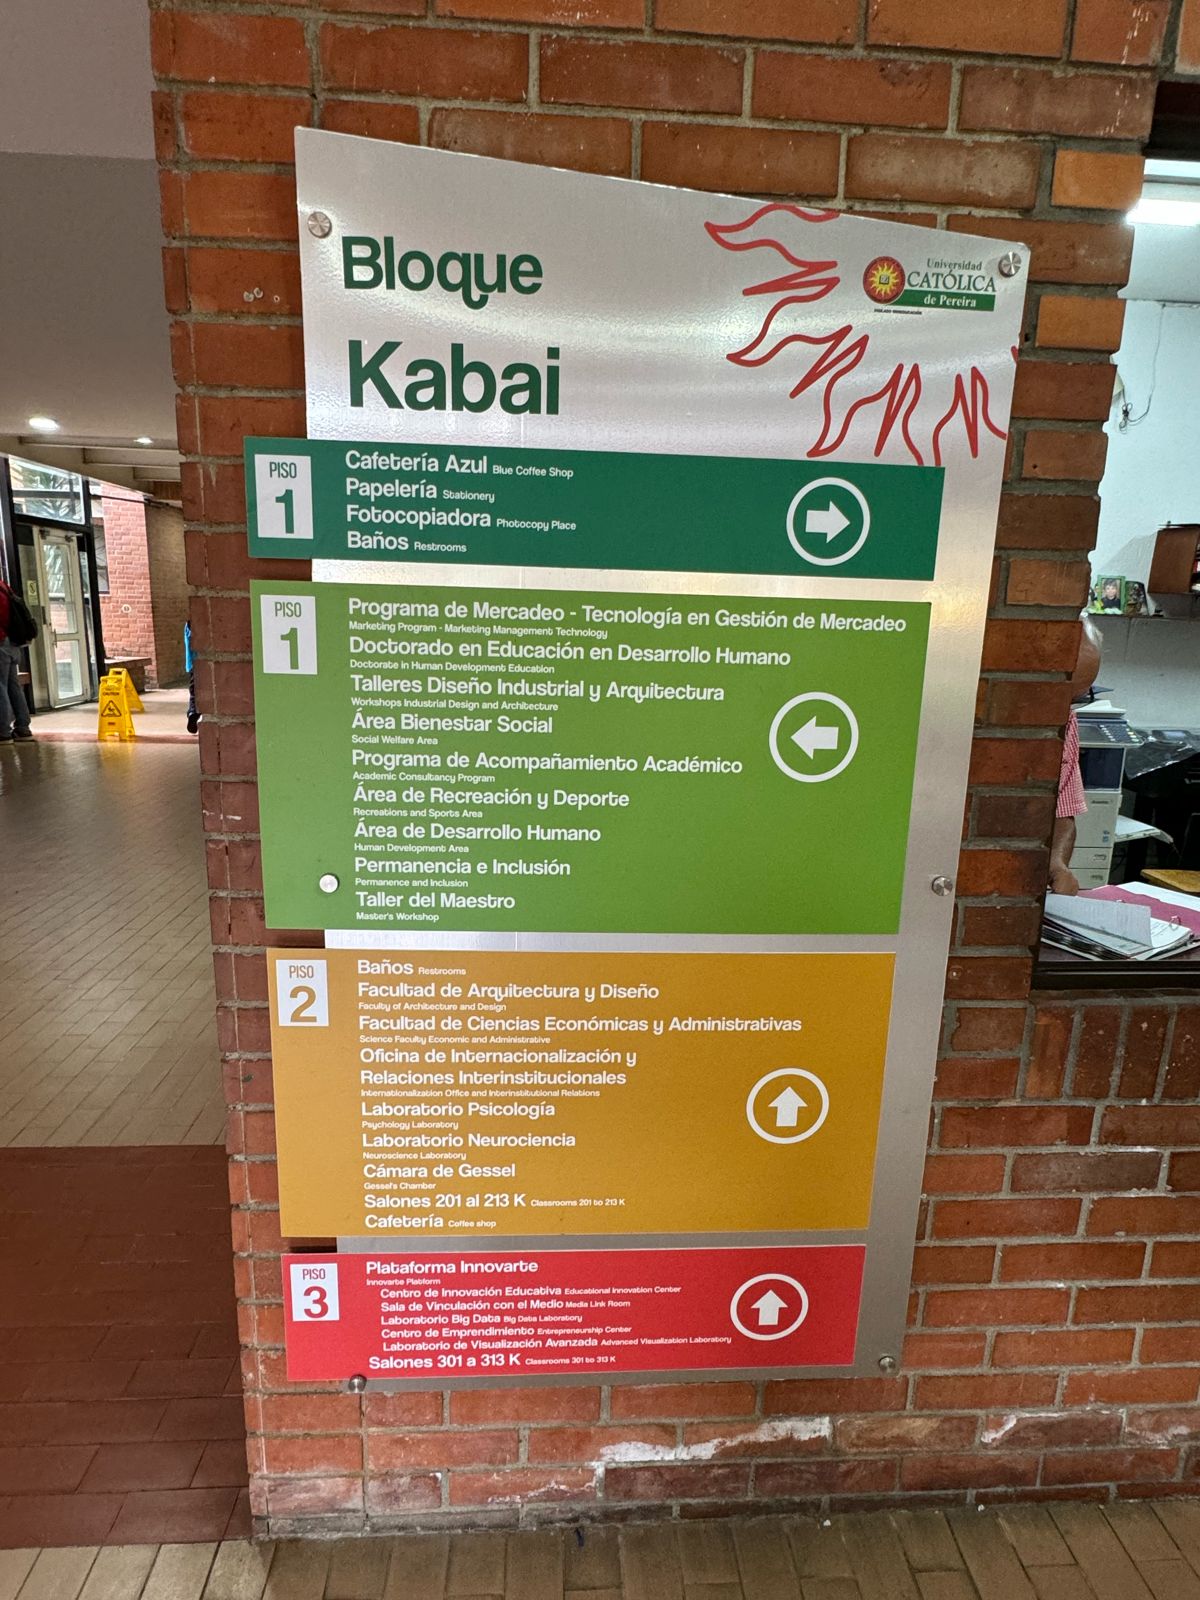 Bloque
Kabai
Universidad
CATÓLICA
de Pereira
PISO
1
Cafetería Azul Blue Coffee Shop
Papelería Stationery
Fotocopiadora Photocopy Place
Baños Restrooms
PISO
1
Programa de Mercadeo - Tecnología en Gestión de Mercadeo
Marketing Program - Marketing Management Technology
Doctorado en Educación en Desarrollo Humano
Doctorate in Human Development Education
Talleres Diseño Industrial y Arquitectura
Workshops Industrial Design and Architecture
Área Bienestar Social
Social Welfare Area
Programa de Acompañamiento Académico
Academic Consultancy Program
Área de Recreación y Deporte
Recreations and Sports Area
Área de Desarrollo Humano
Human Development Area
Permanencia e Inclusión
Permanence and Inclusion
Taller del Maestro
Master's Workshop
PISO
2
Baños Restrooms
Facultad de Arquitectura y Diseño
Faculty of Architecture and Design
Facultad de Ciencias Económicas y Administrativas
Science Faculty Economic and Administrative
Oficina de Internacionalización y
Relaciones Interinstitucionales
Internationalization Office and Interinstitutional Relations
Laboratorio Psicología
Psychology Laboratory
Laboratorio Neurociencia
Neuroscience Laboratory
Cámara de Gessel
Gessel's Chamber
Salones 201 al 213 K Classrooms 201 to 213 K
Cafetería Coffee shop
PISO
3
Plataforma Innovarte
Innovarte Platform
Centro de Innovación Educativa Educational Innovation Center
Sala de Vinculación con el Medio Media Link Room
Laboratorio Big Data Big Data Laboratory
Centro de Emprendimiento Entrepreneurship Center
Laboratorio de Visualización Avanzada Advanced Visualization Laboratory
Salones 301 a 313 K Classrooms 301 to 313 K